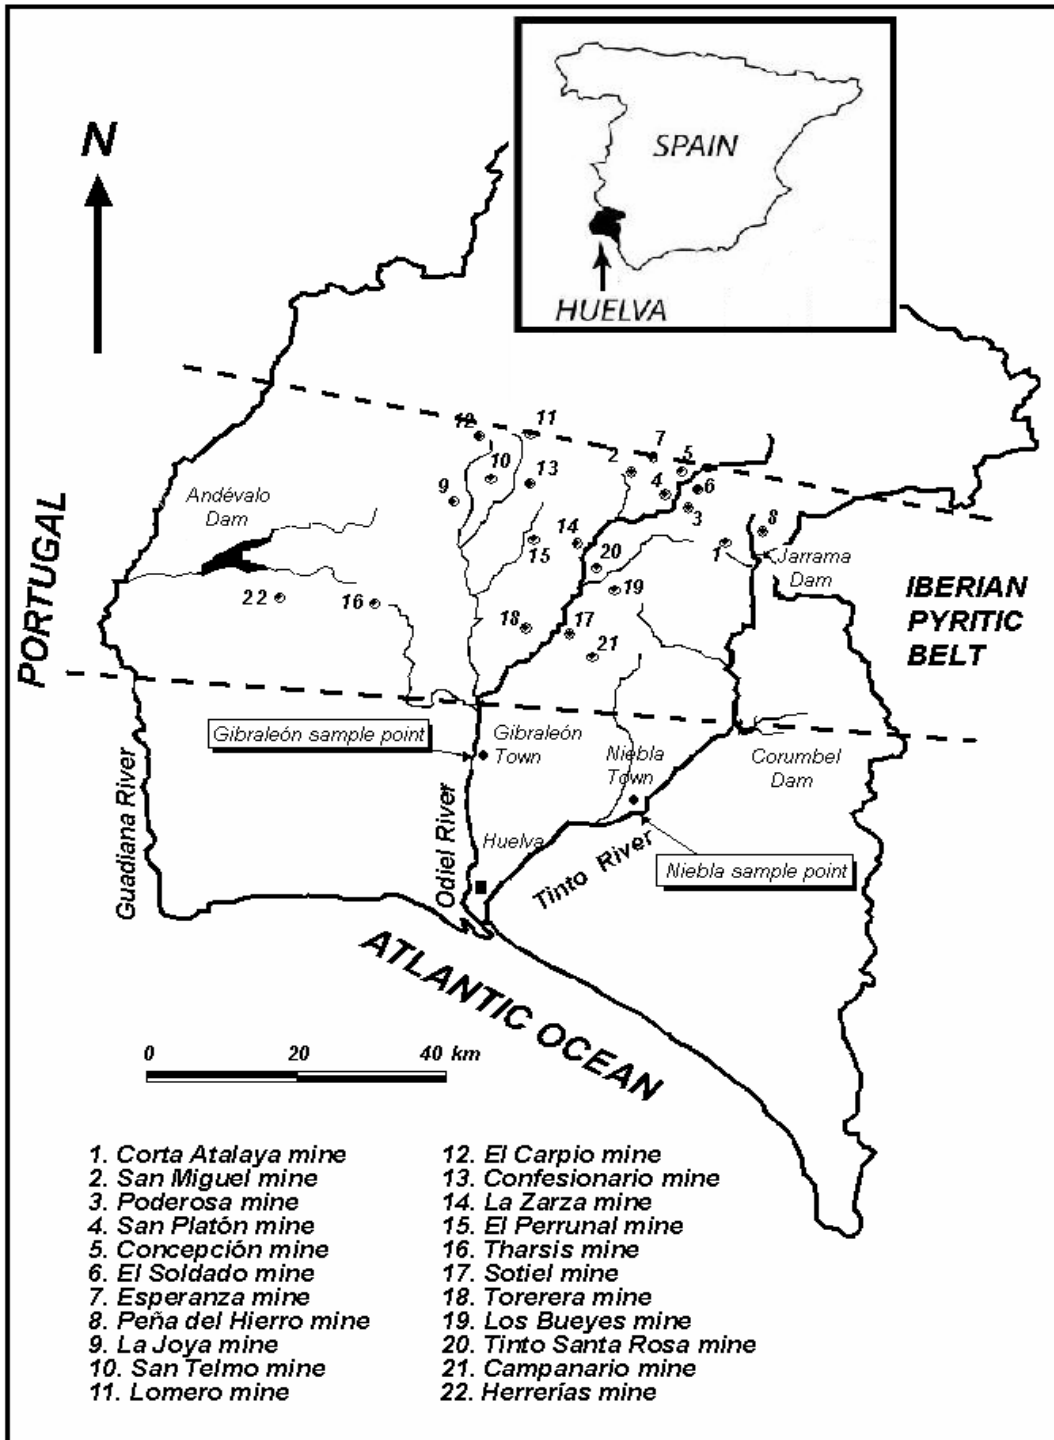 N
SPAIN
HUELVA
12
11
7
2
5
10
13
9
4
6
3
Andévalo
Dam
14
8
15
1
Jarrama
Dam
20
PORTUGAL
IBERIAN
PYRITIC
BELT
22
16
19
18
17
21
Gibraleón sample point
Gibraleón
Town
Niebla
Town
Corumbel
Dam
Guadiana River
Odiel River
Huelva
Tinto River
Niebla sample point
ATLANTIC OCEAN
0 20 40 km
1. Corta Atalaya mine
2. San Miguel mine
3. Poderosa mine
4. San Platón mine
5. Concepción mine
6. El Soldado mine
7. Esperanza mine
8. Peña del Hierro mine
9. La Joya mine
10. San Telmo mine
11. Lomero mine
12. El Carpio mine
13. Confesionario mine
14. La Zarza mine
15. El Perrunal mine
16. Tharsis mine
17. Sotiel mine
18. Torerera mine
19. Los Bueyes mine
20. Tinto Santa Rosa mine
21. Campanario mine
22. Herrerías mine